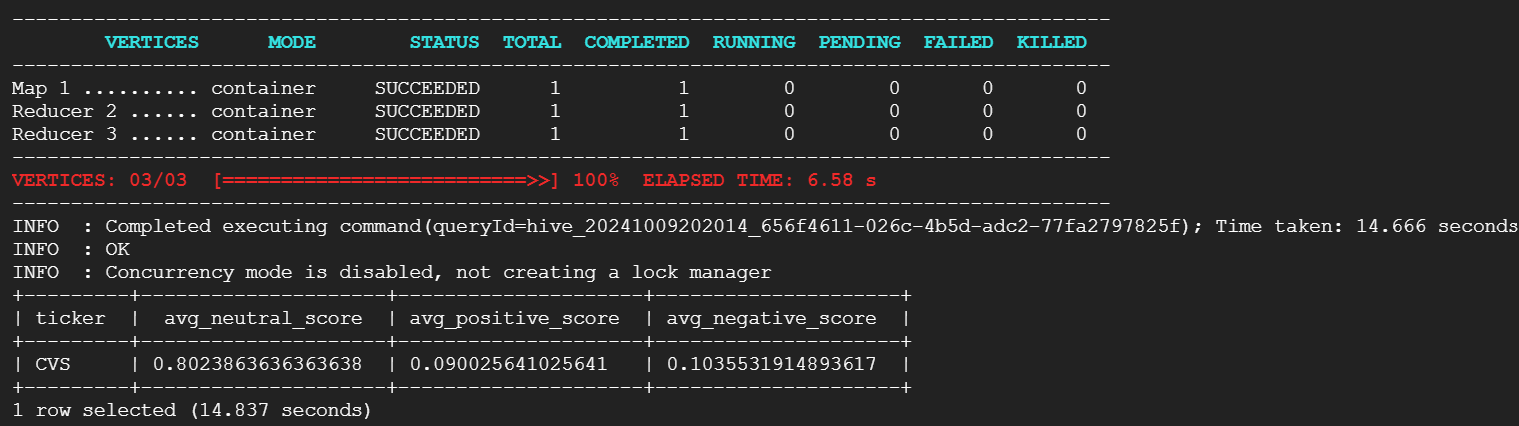 ----------------------------------------------------------------------------------------------
        VERTICES      MODE        STATUS  TOTAL  COMPLETED  RUNNING  PENDING  FAILED  KILLED
----------------------------------------------------------------------------------------------
Map 1 .......... container     SUCCEEDED      1          1        0        0       0       0
Reducer 2 ...... container     SUCCEEDED      1          1        0        0       0       0
Reducer 3 ...... container     SUCCEEDED      1          1        0        0       0       0
----------------------------------------------------------------------------------------------
VERTICES: 03/03  [==========================>>] 100%  ELAPSED TIME: 6.58 s
----------------------------------------------------------------------------------------------
INFO  : Completed executing command(queryId=hive_20241009202014_656f4611-026c-4b5d-adc2-77fa2797825f); Time taken: 14.666 seconds
INFO  : OK
INFO  : Concurrency mode is disabled, not creating a lock manager
+---------+---------------------+---------------------+---------------------+
| ticker  |  avg_neutral_score  | avg_positive_score  | avg_negative_score  |
+---------+---------------------+---------------------+---------------------+
| CVS     | 0.8023863636363638  | 0.090025641025641   | 0.1035531914893617  |
+---------+---------------------+---------------------+---------------------+
1 row selected (14.837 seconds)